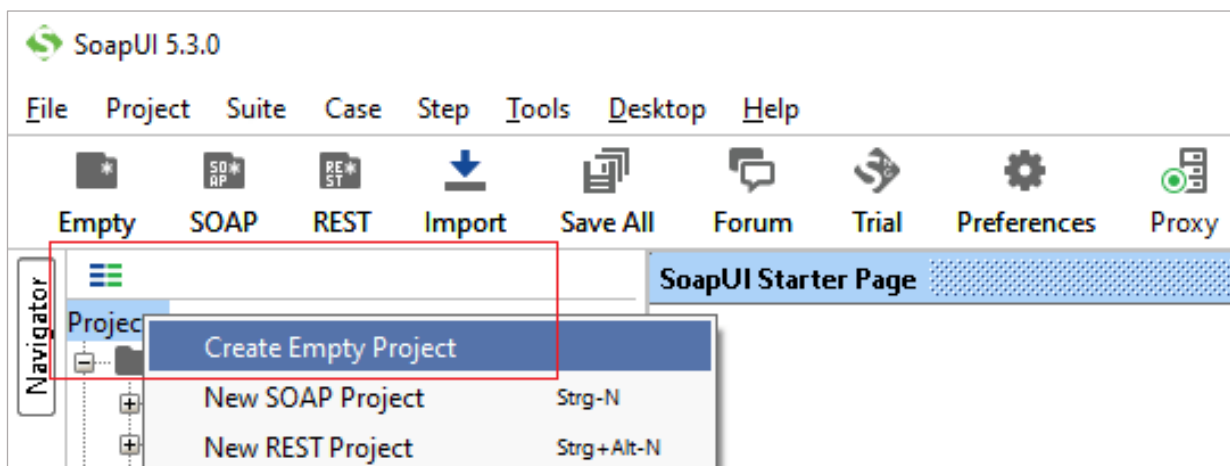 SoapUI 5.3.0
File Project Suite Case Step Tools Desktop Help
Empty SOAP REST Import Save All Forum Trial Preferences Proxy
Navigator
SoapUI Starter Page
Projec
Create Empty Project
New SOAP Project Strg-N
New REST Project Strg+Alt-N